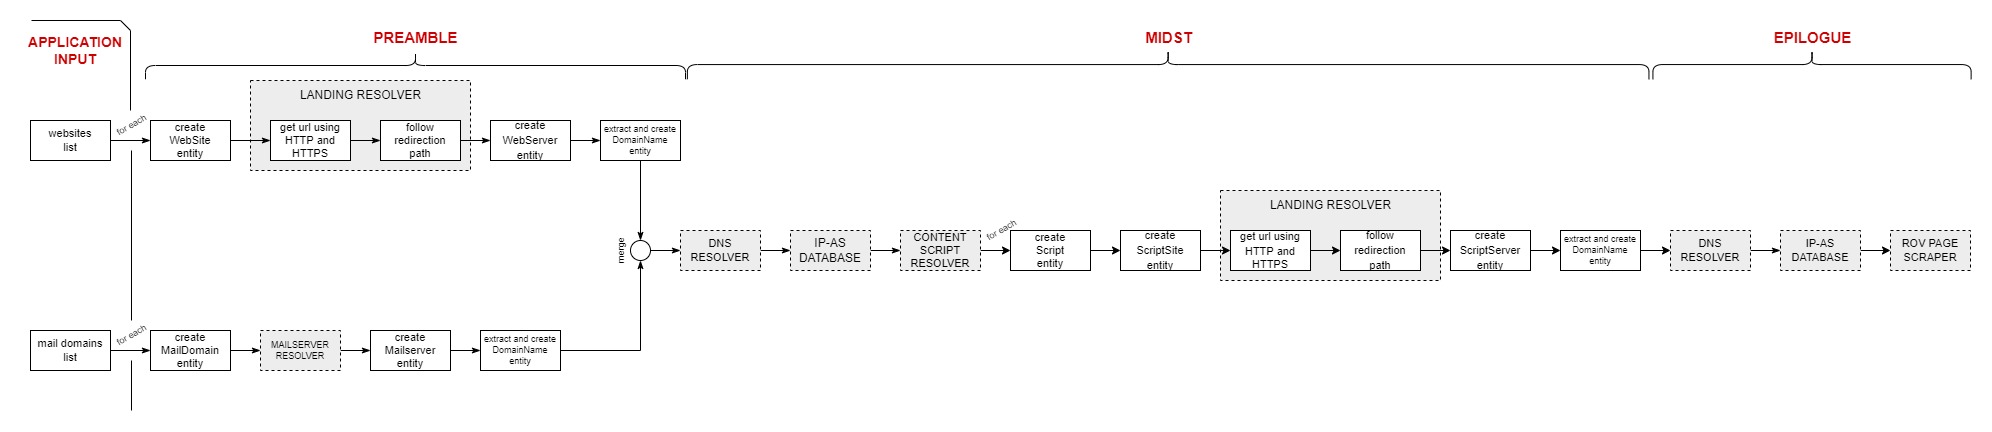 APPLICATION
INPUT
PREAMBLE
MIDST
EPILOGUE
websites
list
for each
create
WebSite
entity
LANDING RESOLVER
get url using
HTTP and
HTTPS
follow
redirection
path
create
WebServer
entity
extract and create
DomainName
entity
merge
mail domains
list
for each
create
MailDomain
entity
MAILSERVER
RESOLVER
create
Mailserver
entity
extract and create
DomainName
entity
DNS
RESOLVER
IP-AS
DATABASE
CONTENT
SCRIPT
RESOLVER
for each
create
Script
entity
create
ScriptSite
entity
LANDING RESOLVER
get url using
HTTP and
HTTPS
follow
redirection
path
create
ScriptServer
entity
extract and create
DomainName
entity
DNS
RESOLVER
IP-AS
DATABASE
ROV PAGE
SCRAPER